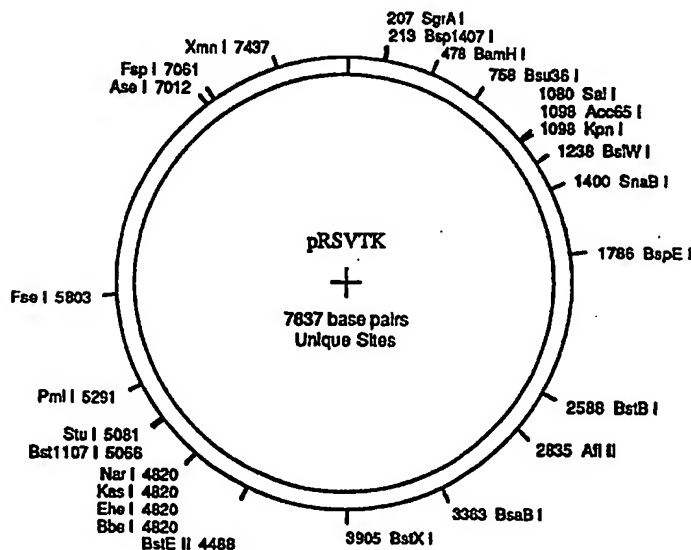 207 SgrA I
213 Bsp1407 I
478 BamH I
758 Bsu36 I
1080 Sal I
1098 Acc65 I
1098 Kpn I
1238 BsiW I
1400 SnaB I
1786 BspE I
2588 BstB I
2835 Afl II
3363 BsaB I
3905 BstX I
BstE II 4488
Bbe I 4820
Ehe I 4820
Kas I 4820
Nar I 4820
Bst1107 I 5066
Stu I 5081
Pml I 5291
Fse I 5803
Ase I 7012
Fsp I 7061
Xmn I 7437
pRSVTK
7837 base pairs
Unique Sites